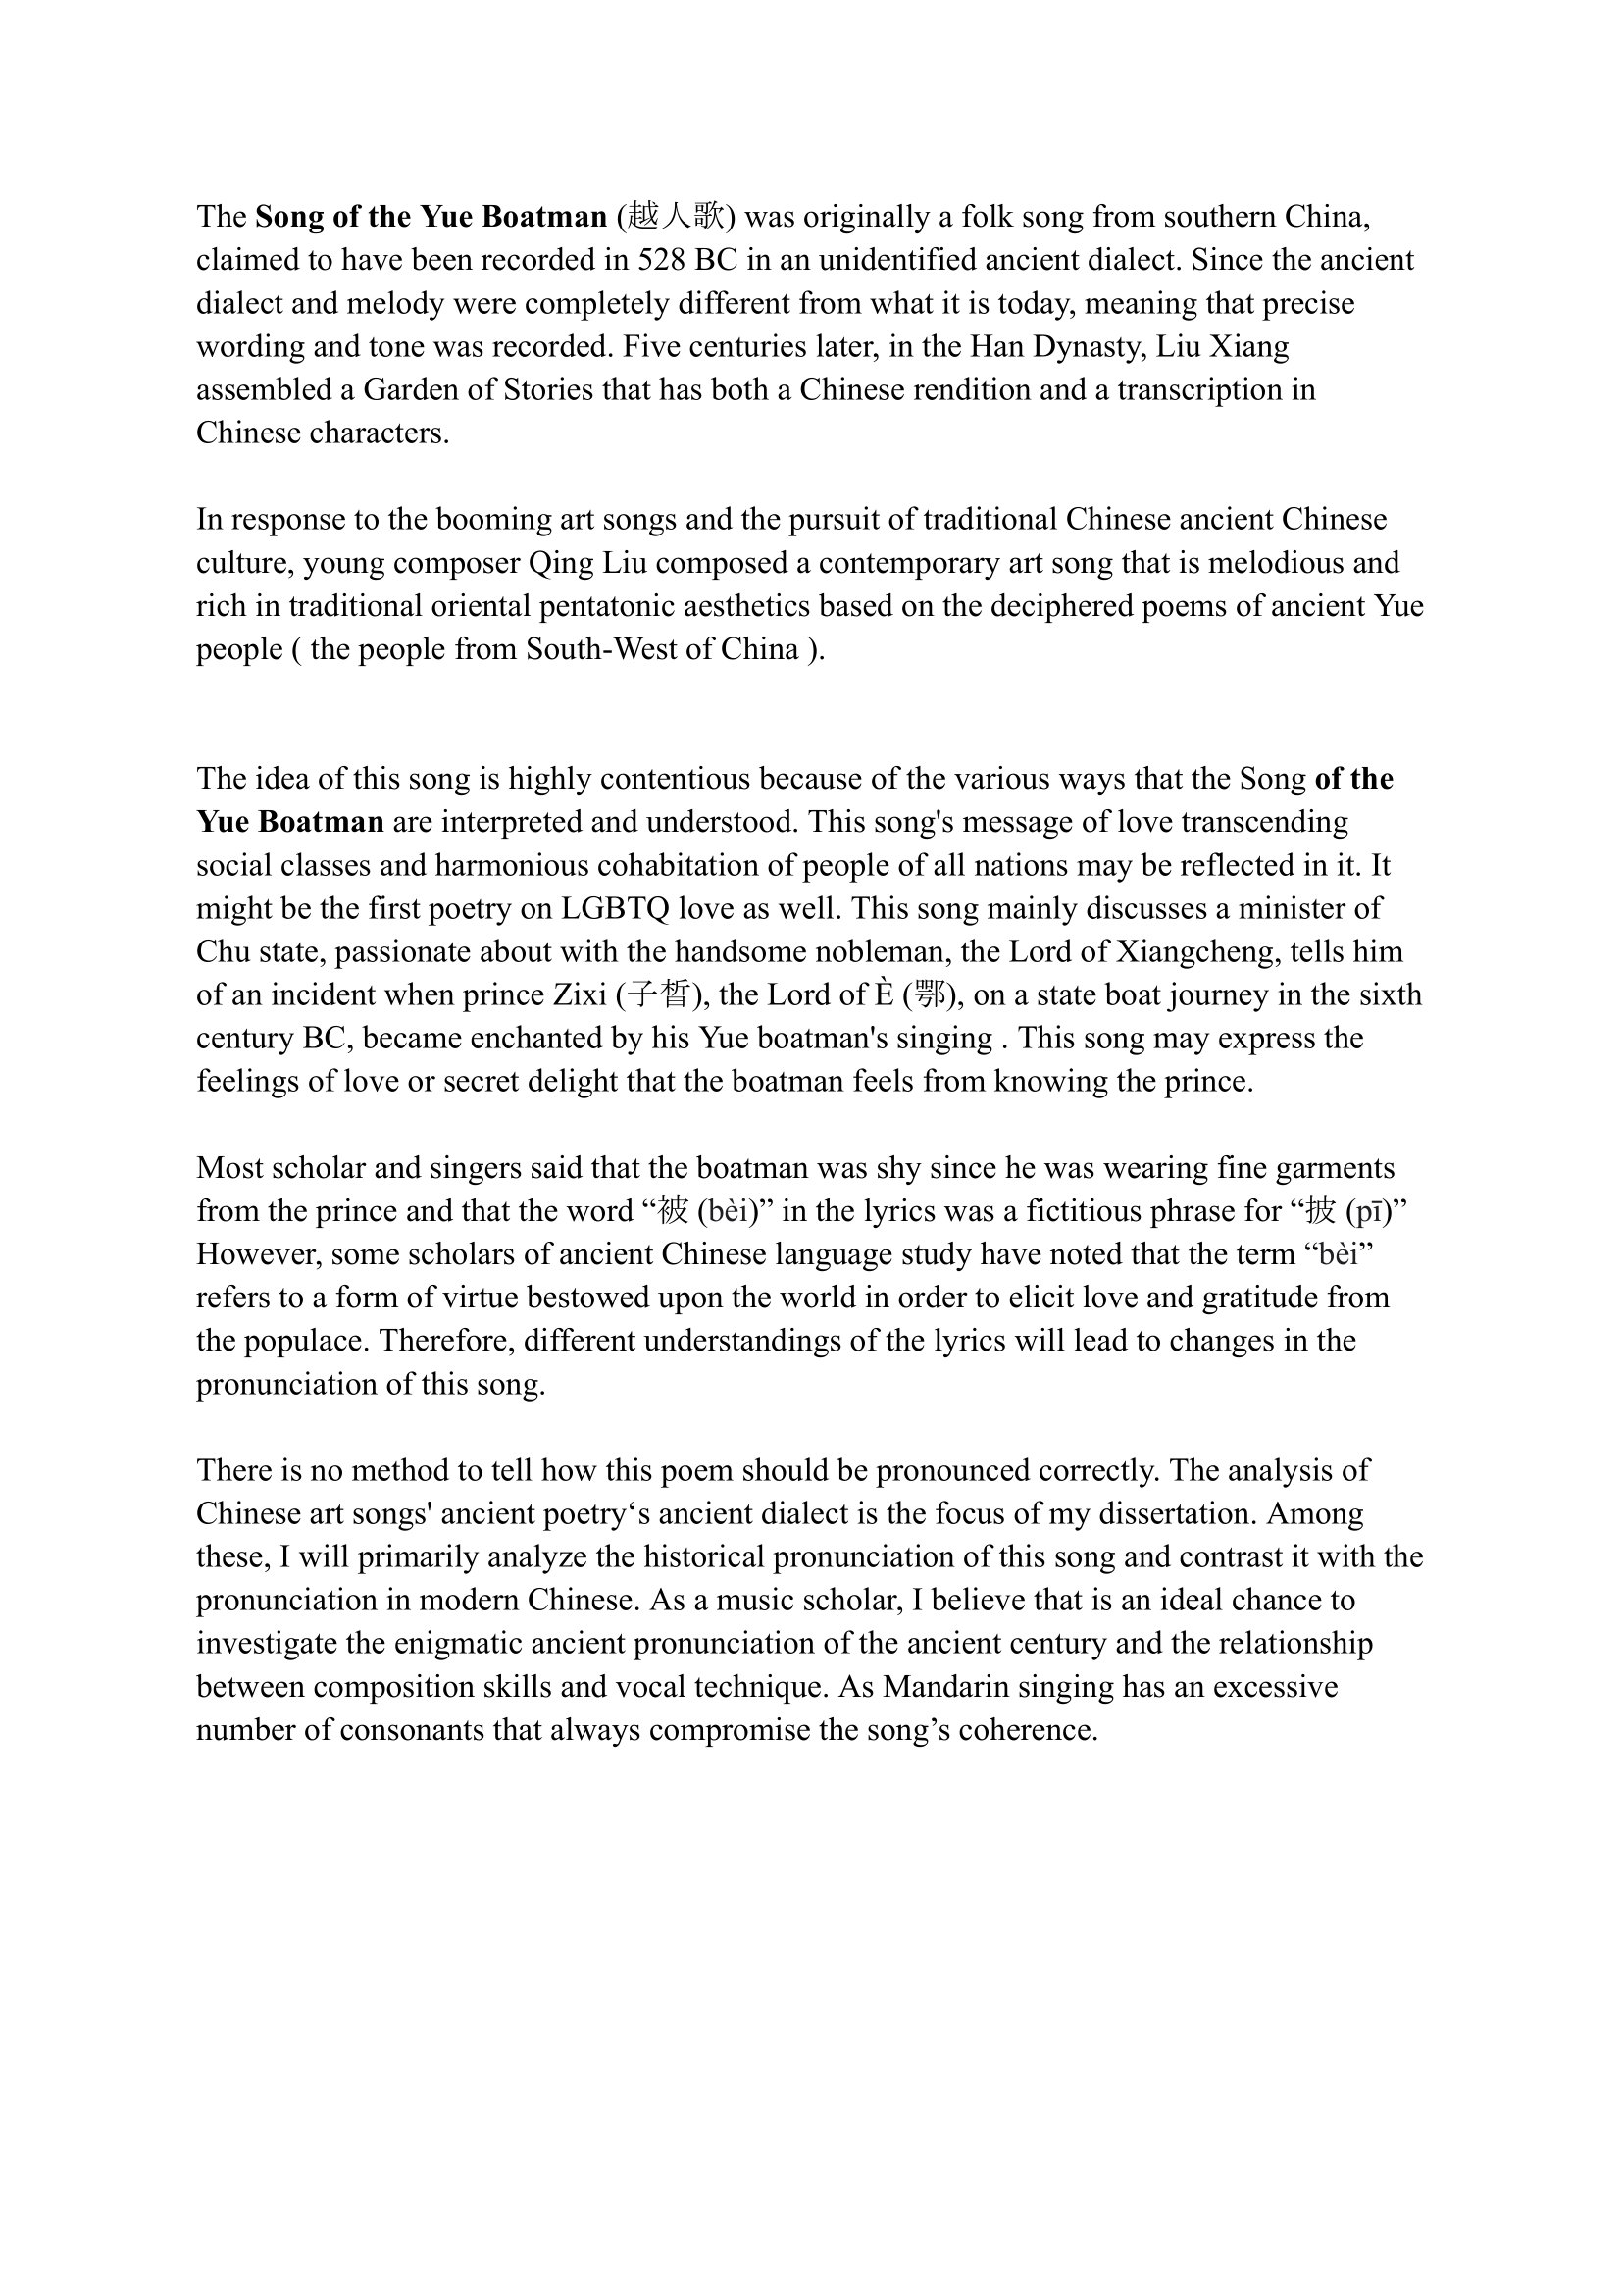 The Song of the Yue Boatman (越人歌) was originally a folk song from southern China,
claimed to have been recorded in 528 BC in an unidentified ancient dialect. Since the ancient
dialect and melody were completely different from what it is today, meaning that precise
wording and tone was recorded. Five centuries later, in the Han Dynasty, Liu Xiang
assembled a Garden of Stories that has both a Chinese rendition and a transcription in
Chinese characters.
In response to the booming art songs and the pursuit of traditional Chinese ancient Chinese
culture, young composer Qing Liu composed a contemporary art song that is melodious and
rich in traditional oriental pentatonic aesthetics based on the deciphered poems of ancient Yue
people ( the people from South-West of China ).
The idea of this song is highly contentious because of the various ways that the Song of the
Yue Boatman are interpreted and understood. This song's message of love transcending
social classes and harmonious cohabitation of people of all nations may be reflected in it. It
might be the first poetry on LGBTQ love as well. This song mainly discusses a minister of
Chu state, passionate about with the handsome nobleman, the Lord of Xiangcheng, tells him
of an incident when prince Zixi (子晳), the Lord of È (鄂), on a state boat journey in the sixth
century BC, became enchanted by his Yue boatman's singing . This song may express the
feelings of love or secret delight that the boatman feels from knowing the prince.
Most scholar and singers said that the boatman was shy since he was wearing fine garments
from the prince and that the word “被 (bèi)” in the lyrics was a fictitious phrase for “披 (pī)”
However, some scholars of ancient Chinese language study have noted that the term “bèi”
refers to a form of virtue bestowed upon the world in order to elicit love and gratitude from
the populace. Therefore, different understandings of the lyrics will lead to changes in the
pronunciation of this song.
There is no method to tell how this poem should be pronounced correctly. The analysis of
Chinese art songs' ancient poetry‘s ancient dialect is the focus of my dissertation. Among
these, I will primarily analyze the historical pronunciation of this song and contrast it with the
pronunciation in modern Chinese. As a music scholar, I believe that is an ideal chance to
investigate the enigmatic ancient pronunciation of the ancient century and the relationship
between composition skills and vocal technique. As Mandarin singing has an excessive
number of consonants that always compromise the song’s coherence.